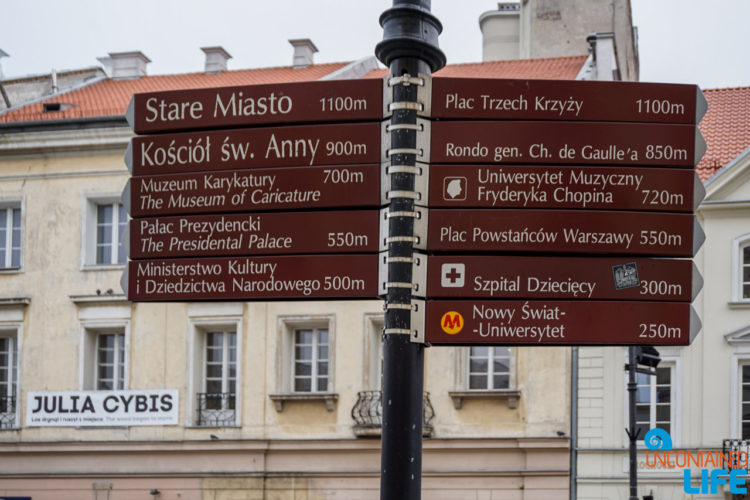 Stare Miasto 1100m
Kościół św. Anny 900m
Muzeum Karykatury 700m
The Museum of Caricature
Pałac Prezydencki
The Presidential Palace 550m
Ministerstwo Kultury
i Dziedzictwa Narodowego 500m
Plac Trzech Krzyży 1100m
Rondo gen. Ch. de Gaulle'a 850m
Uniwersytet Muzyczny
Fryderyka Chopina 720m
Plac Powstańców Warszawy 550m
Szpital Dziecięcy 300m
M Nowy Świat-
-Uniwersytet 250m
JULIA CYBIS
UNCONTAINED
LIFE